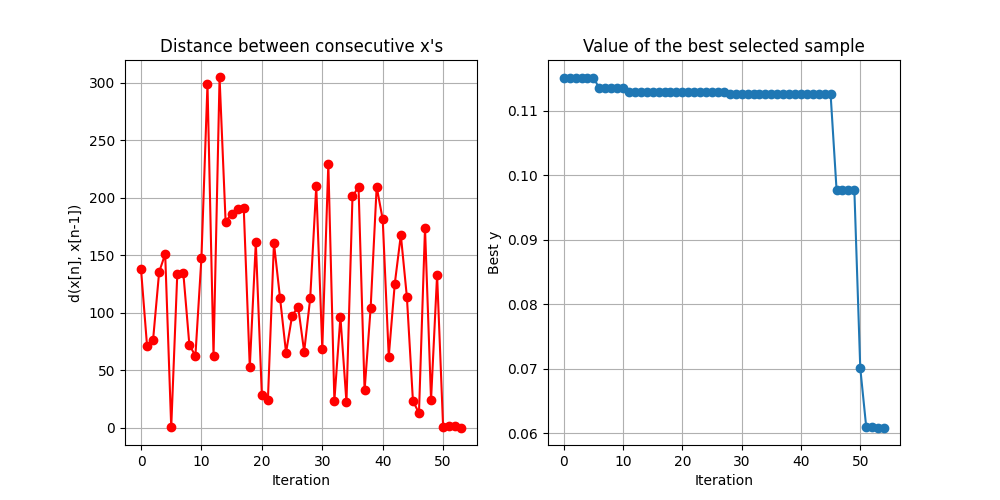 Distance between consecutive x's
300
250
200
150
100
50
0
d(x[n], x[n-1])
0 10 20 30 40 50
Iteration
Value of the best selected sample
0.11
0.10
0.09
0.08
0.07
0.06
Best y
0 10 20 30 40 50
Iteration